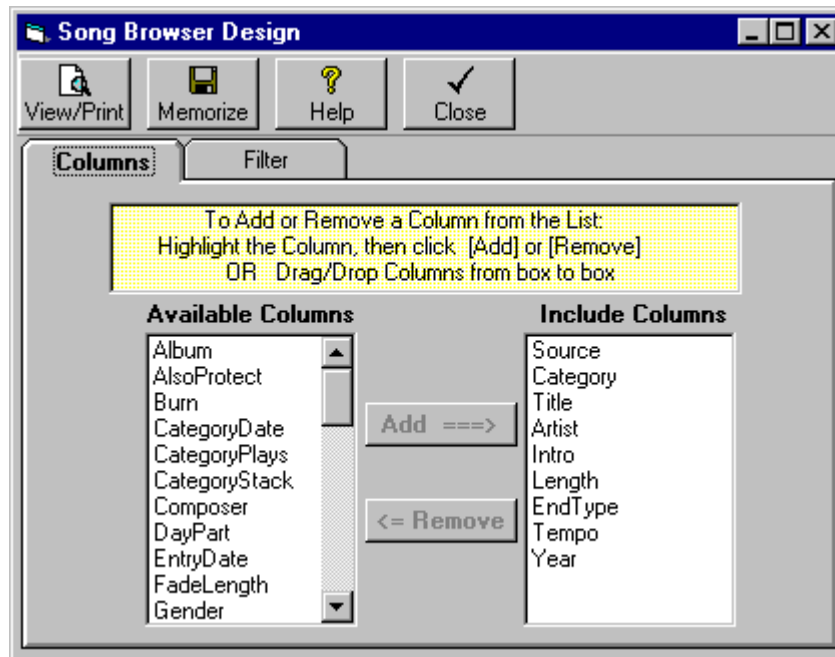 Song Browser Design
View/Print Memorize Help Close
Columns Filter
To Add or Remove a Column from the List:
Highlight the Column, then click [Add] or [Remove]
OR Drag/Drop Columns from box to box
Available Columns
Album
AlsoProtect
Burn
CategoryDate
CategoryPlays
CategoryStack
Composer
DayPart
EntryDate
FadeLength
Gender
Add ===>
<= Remove
Include Columns
Source
Category
Title
Artist
Intro
Length
EndType
Tempo
Year